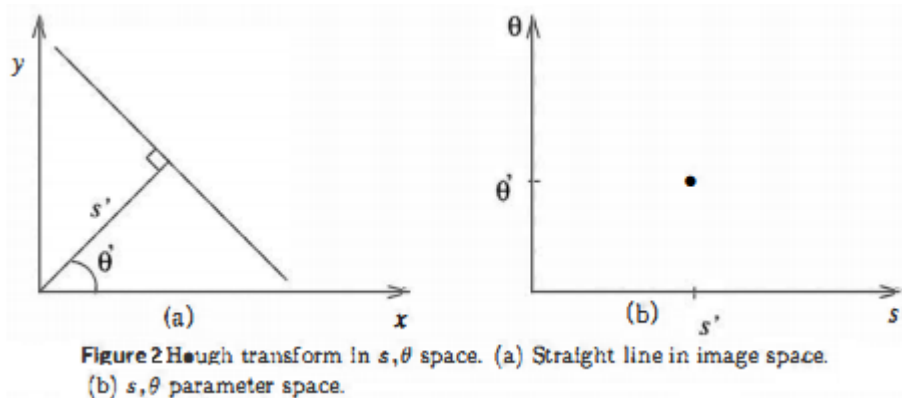 y
s'
θ'
(a)
x
θ
θ'
(b)
s'
s
Figure 2 Hough transform in s,θ space. (a) Straight line in image space.
(b) s,θ parameter space.